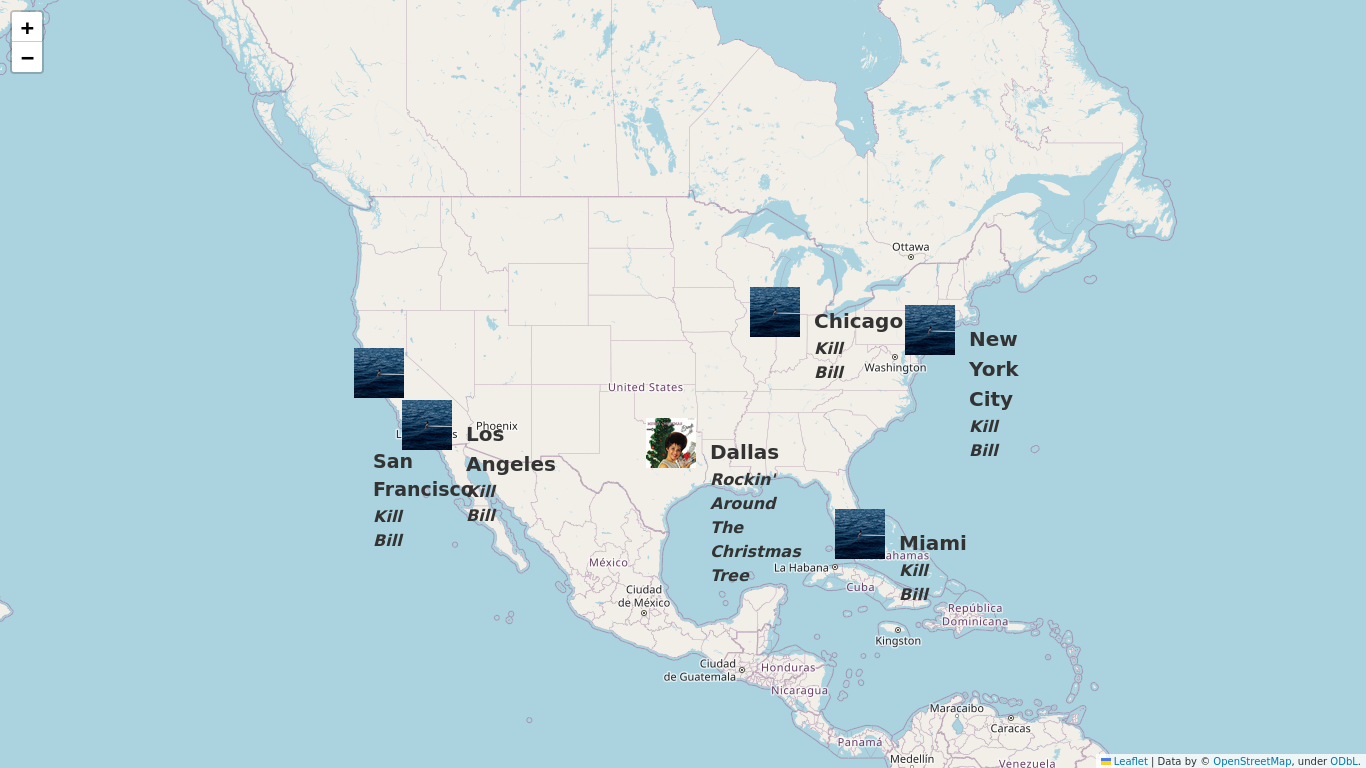 +
−
Ottawa
Chicago
Kill
Bill
New
York
City
Kill
Bill
Washington
United States
Phoenix
L
s
Los
Angeles
Kill
Bill
San
Francisco
Kill
Bill
Dallas
Rockin'
Around
The
Christmas
Tree
Miami
Kill
Bill
ahamas
La Habana
Cuba
México
Ciudad
de México
República
Dominicana
Kingston
Ciudad
de Guatemala
Honduras
Nicaragua
Maracaibo
Caracas
Panamá
Medellín
Venezuela
Leaflet | Data by © OpenStreetMap, under ODbL.